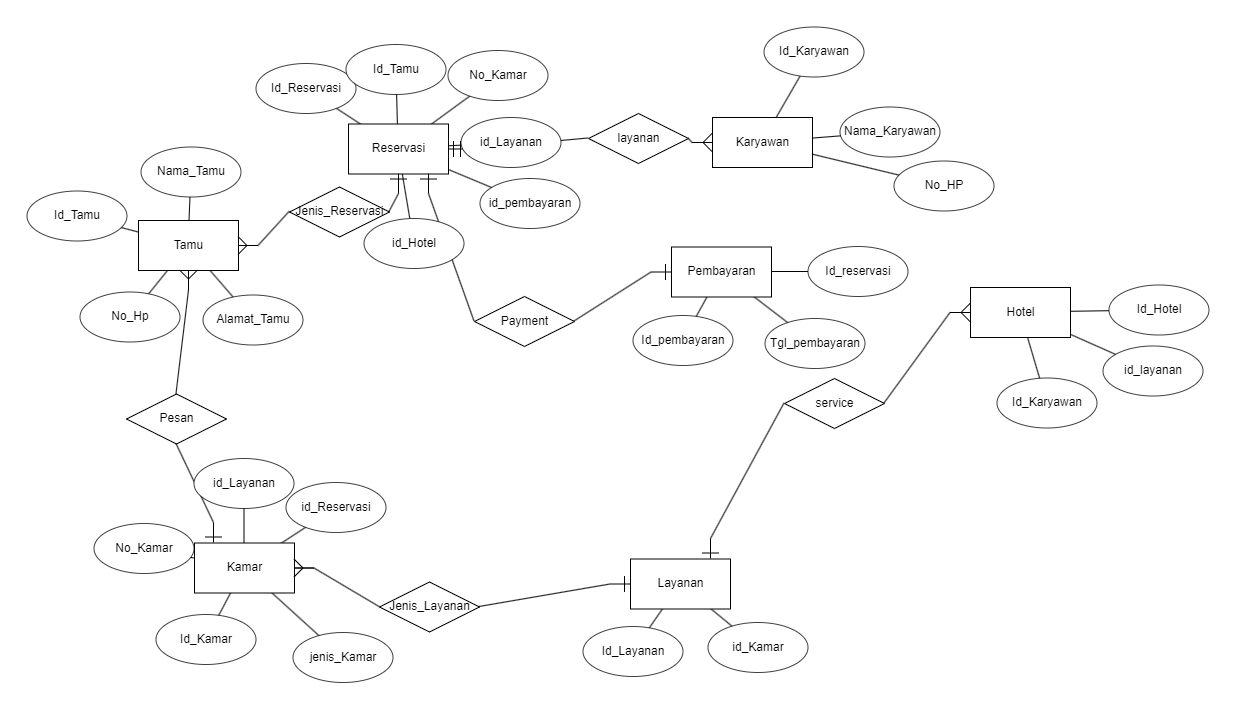 Id_Karyawan
Id_Tamu
No_Kamar
Id_Reservasi
Nama_Karyawan
layanan
id_Layanan
Karyawan
Reservasi
Nama_Tamu
No_HP
id_pembayaran
Jenis_Reservasi
Id_Tamu
id_Hotel
Tamu
Pembayaran
Id_reservasi
Id_Hotel
Hotel
No_Hp
Alamat_Tamu
Payment
Id_pembayaran
Tgl_pembayaran
id_layanan
Id_Karyawan
service
Pesan
id_Layanan
id_Reservasi
No_Kamar
Kamar
Layanan
Jenis_Layanan
Id_Kamar
jenis_Kamar
Id_Layanan
id_Kamar